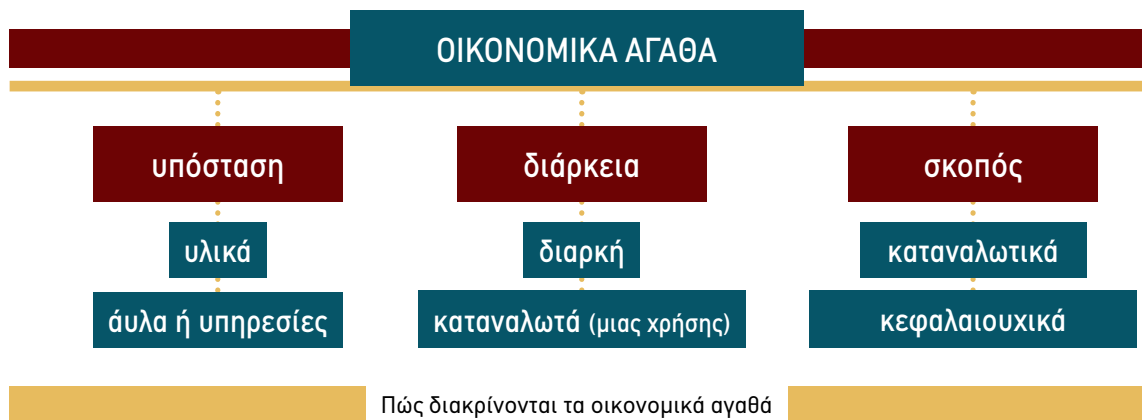 ΟΙΚΟΝΟΜΙΚΑ ΑΓΑΘΑ
υπόσταση
διάρκεια
σκοπός
υλικά
διαρκή
καταναλωτικά
άυλα ή υπηρεσίες
καταναλωτά (μιας χρήσης)
κεφαλαιουχικά
Πώς διακρίνονται τα οικονομικά αγαθά